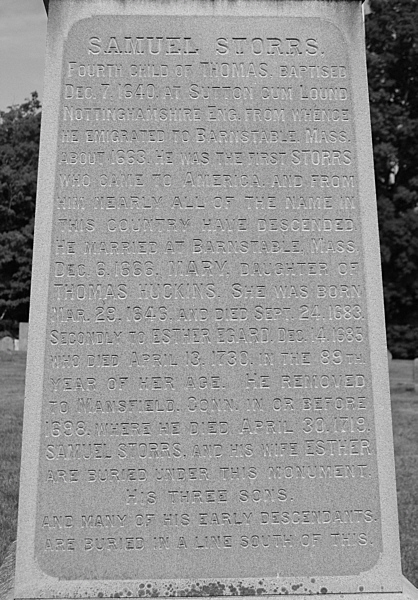 SAMUEL STORRS.
FOURTH CHILD OF THOMAS, BAPTISED
DEC. 7, 1640, AT SUTTON CUM LOUND
NOTTINGHAMSHIRE ENG. FROM WHENCE
HE EMIGRATED TO BARNSTABLE, MASS.
ABOUT 1663. HE WAS THE FIRST STORRS
WHO CAME TO AMERICA, AND FROM
HIM NEARLY ALL OF THE NAME IN
THIS COUNTRY HAVE DESCENDED.
HE MARRIED AT BARNSTABLE, MASS.
DEC. 6, 1666, MARY, DAUGHTER OF
THOMAS HUCKINS. SHE WAS BORN
MAR. 29, 1646, AND DIED SEPT. 24, 1683.
SECONDLY TO ESTHER EGARD, DEC. 14, 1685
WHO DIED APRIL 13, 1730, IN THE 89TH
YEAR OF HER AGE. HE REMOVED
TO MANSFIELD, CONN. IN OR BEFORE
1698, WHERE HE DIED APRIL 30, 1719.
SAMUEL STORRS, AND HIS WIFE ESTHER
ARE BURIED UNDER THIS MONUMENT.
HIS THREE SONS.
AND MANY OF HIS EARLY DESCENDANTS.
ARE BURIED IN A LINE SOUTH OF THIS.